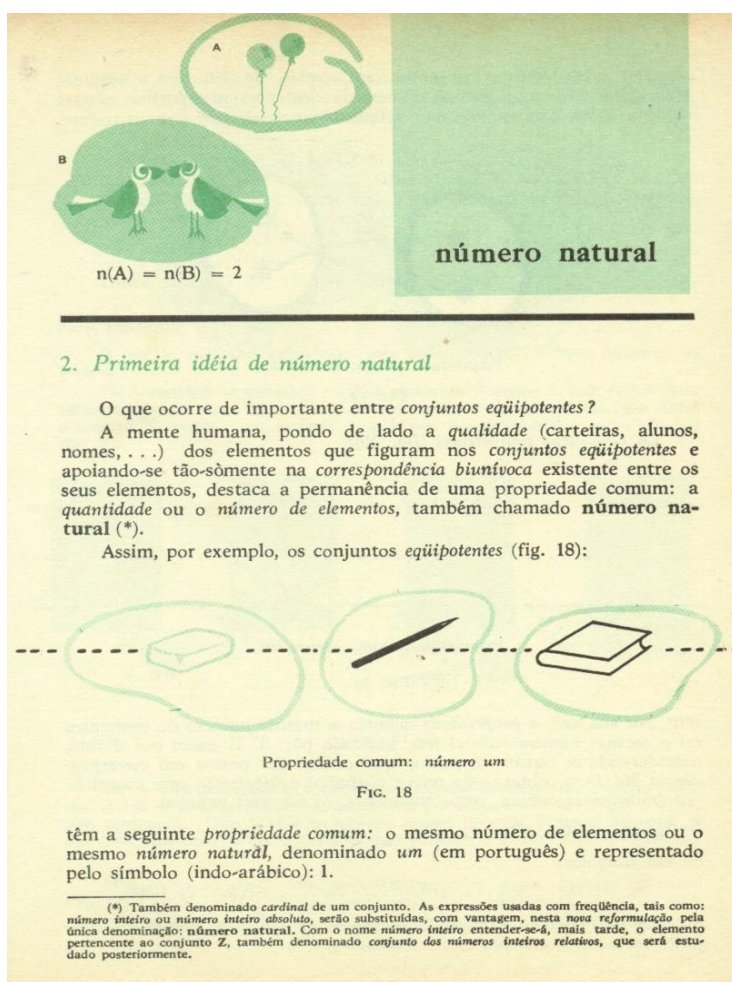 A
B
n(A) = n(B) = 2
número natural
2. Primeira idéia de número natural
O que ocorre de importante entre conjuntos eqüipotentes?
A mente humana, pondo de lado a qualidade (carteiras, alunos,
nomes, . . .) dos elementos que figuram nos conjuntos eqüipotentes e
apoiando-se tão-sòmente na correspondência biunívoca existente entre os
seus elementos, destaca a permanência de uma propriedade comum: a
quantidade ou o número de elementos, também chamado número na-
tural (*).
Assim, por exemplo, os conjuntos eqüipotentes (fig. 18):
Propriedade comum: número um
FIG. 18
têm a seguinte propriedade comum: o mesmo número de elementos ou o
mesmo número natural, denominado um (em português) e representado
pelo símbolo (indo-arábico): 1.
(*) Também denominado cardinal de um conjunto. As expressões usadas com freqüência, tais como:
número inteiro ou número inteiro absoluto, serão substituídas, com vantagem, nesta nova reformulação pela
única denominação: número natural. Com o nome número inteiro entender-se-á, mais tarde, o elemento
pertencente ao conjunto Z, também denominado conjunto dos números inteiros relativos, que será estu-
dado posteriormente.